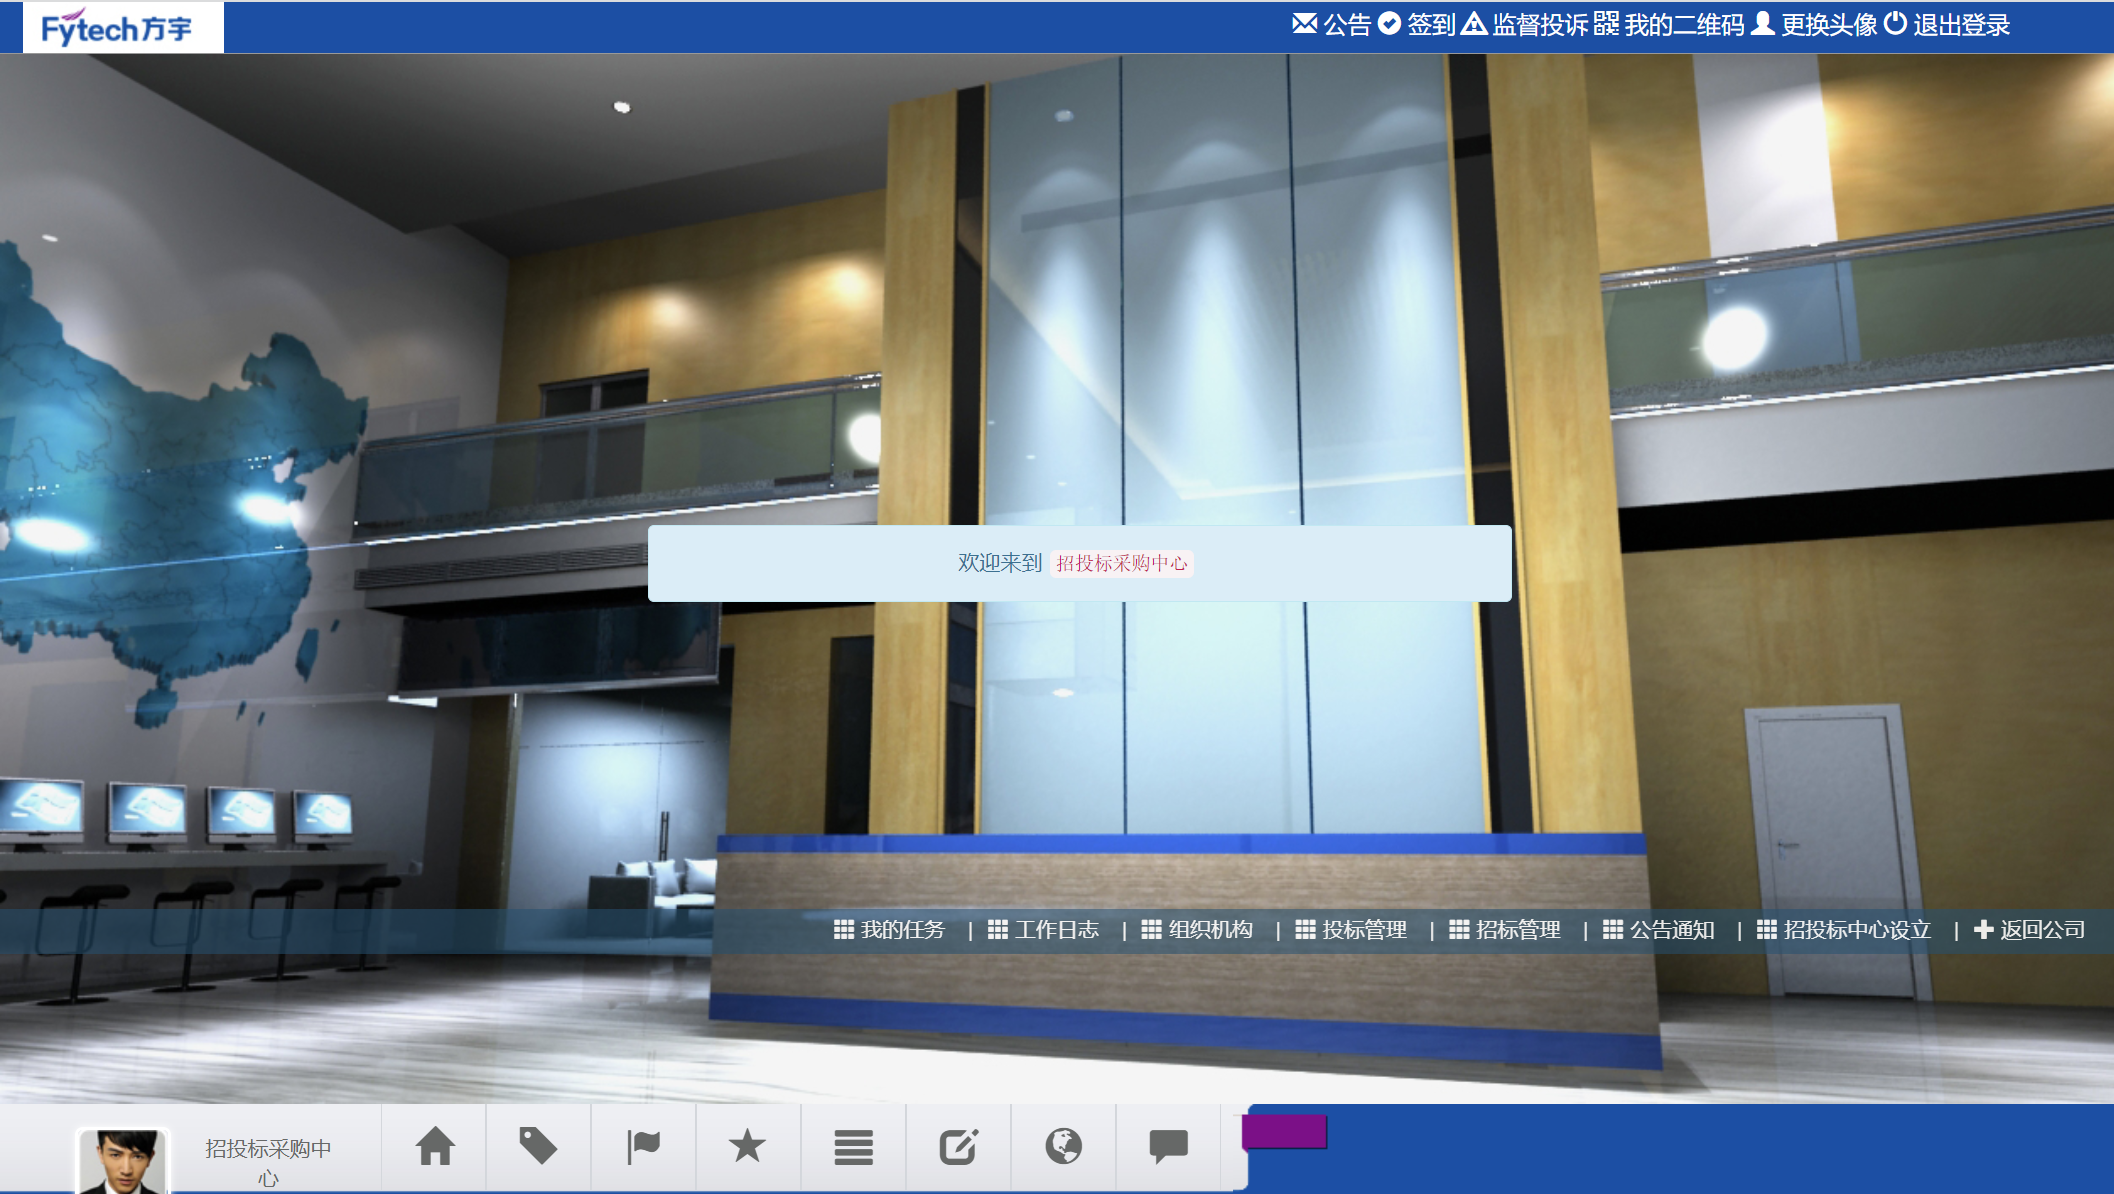 Fytech方宇
公告 签到 监督投诉 我的二维码 更换头像 退出登录
欢迎来到 招投标采购中心
我的任务 | 工作日志 | 组织机构 | 投标管理 | 招标管理 | 公告通知 | 招投标中心设立 | 返回公司
招投标采购中
心